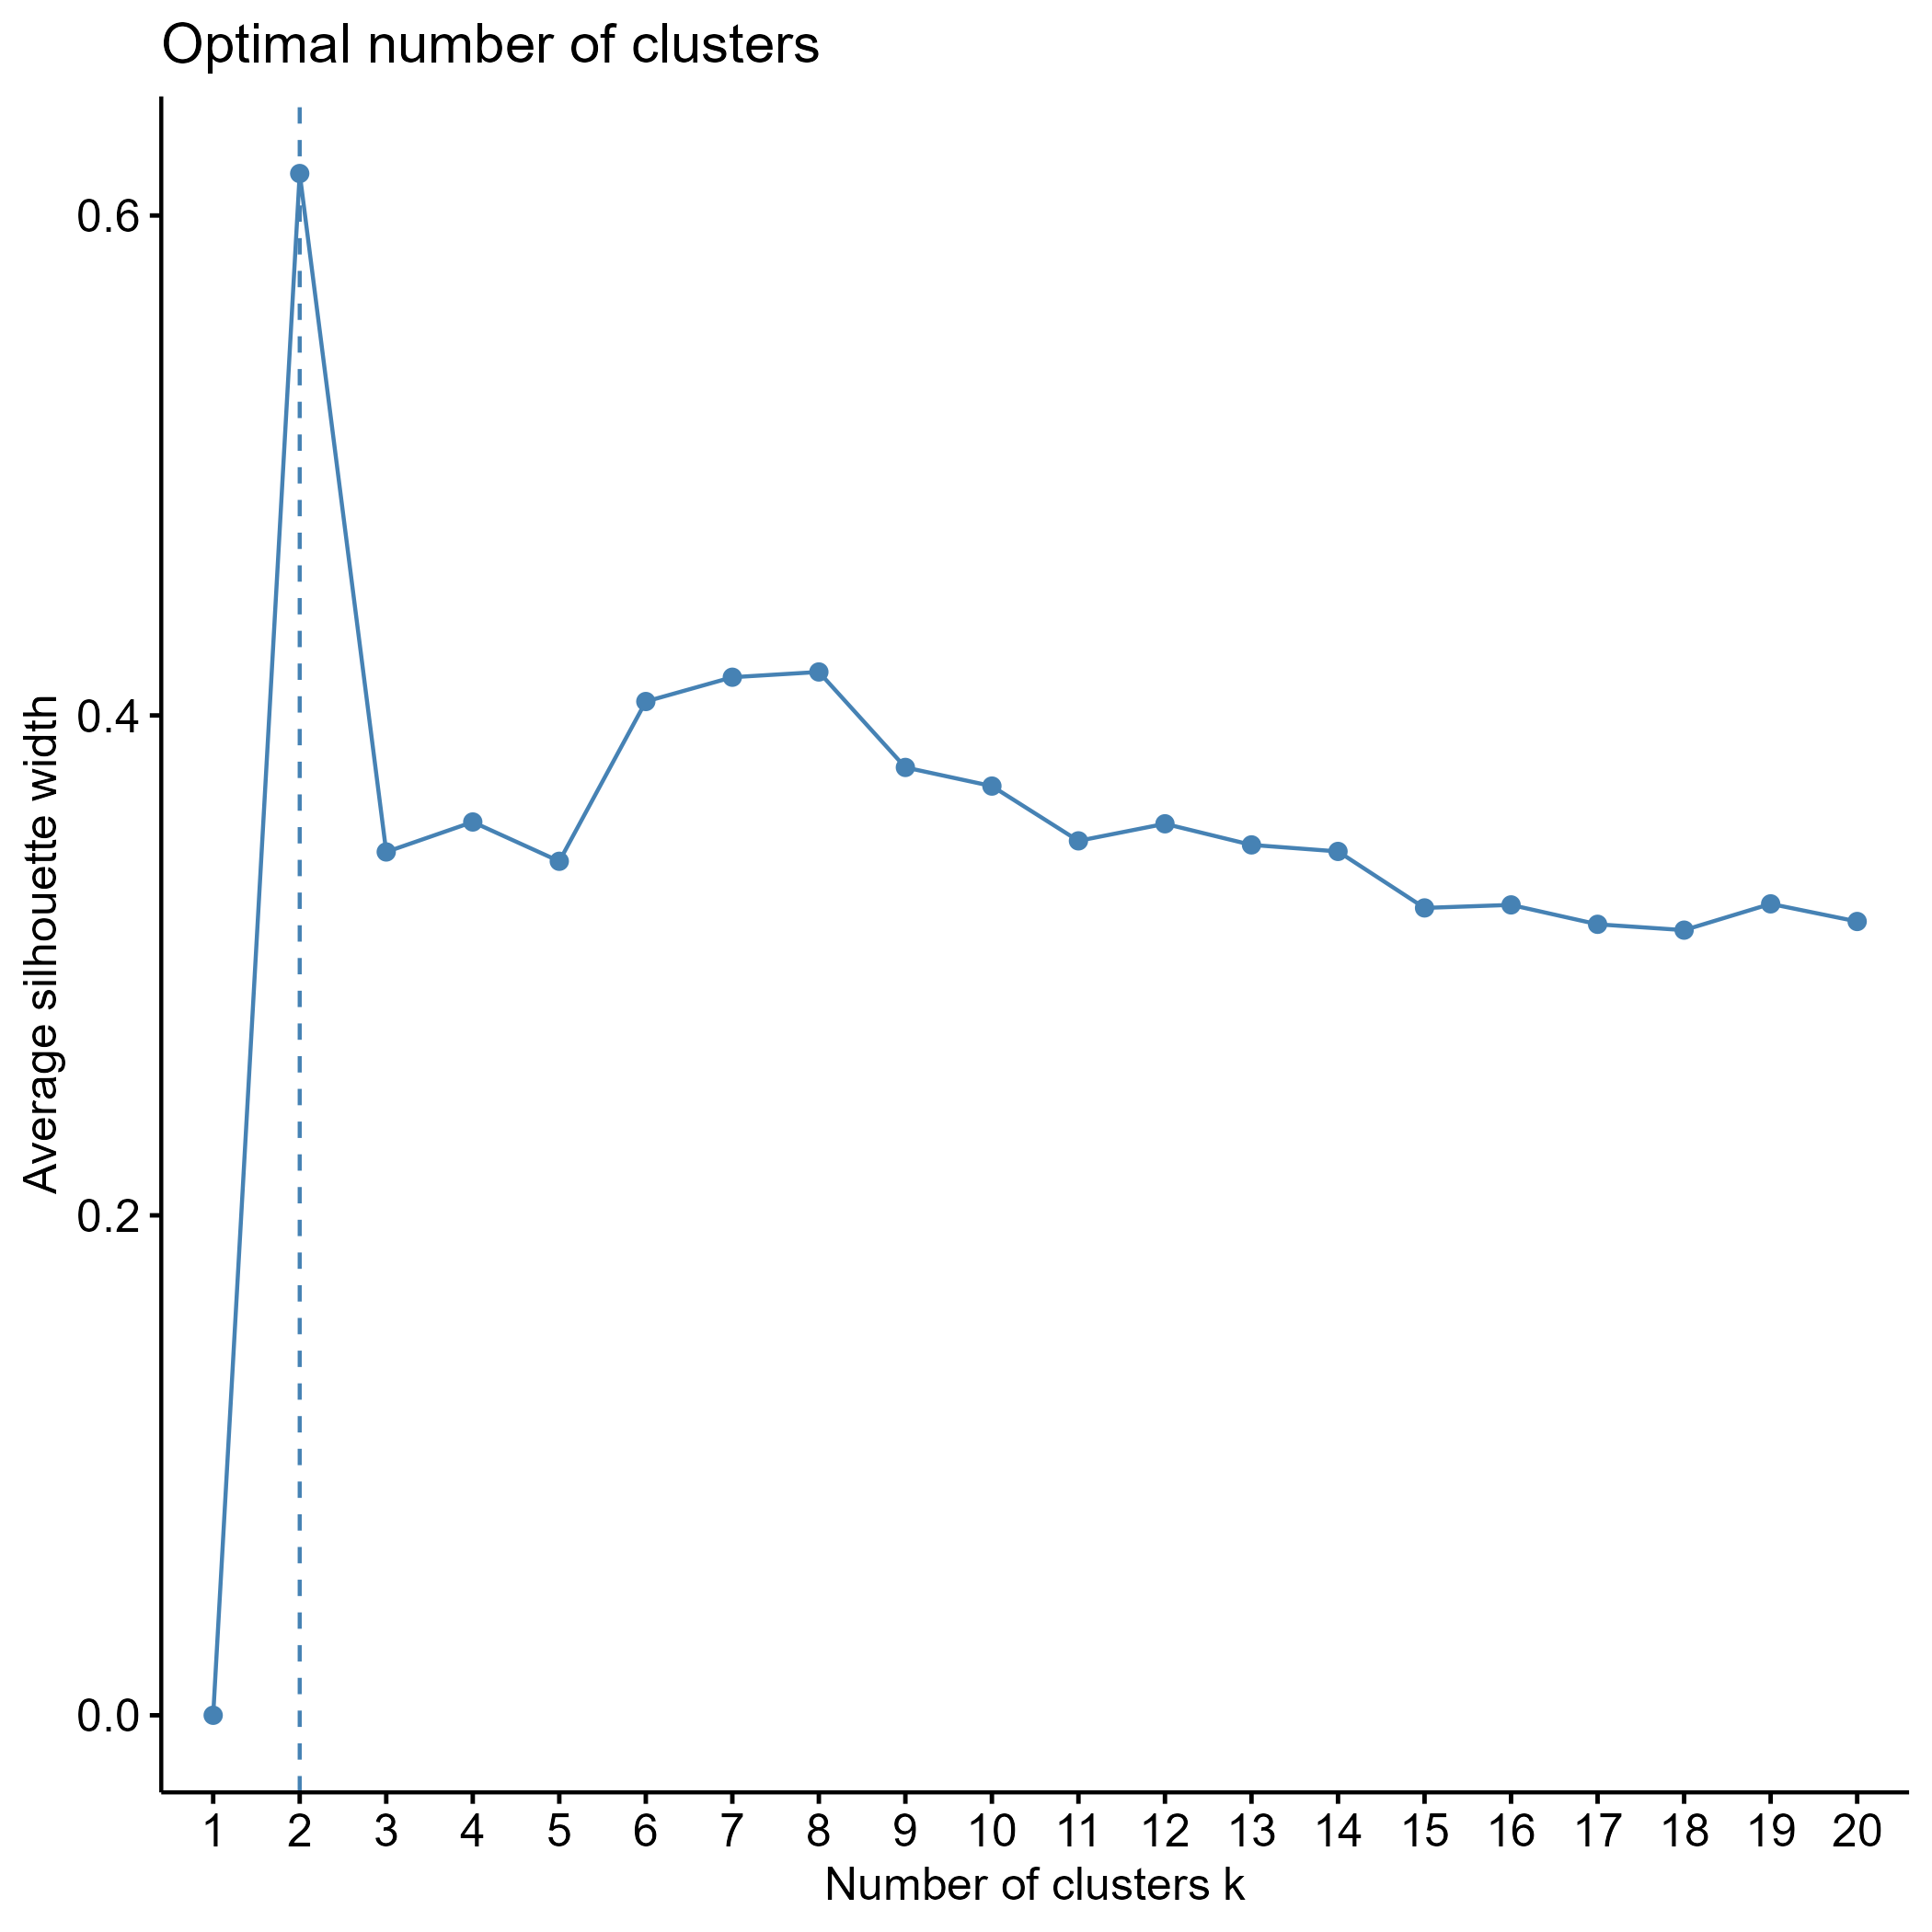 Optimal number of clusters
Average silhouette width
0.6
0.4
0.2
0.0
1 2 3 4 5 6 7 8 9 10 11 12 13 14 15 16 17 18 19 20
Number of clusters k